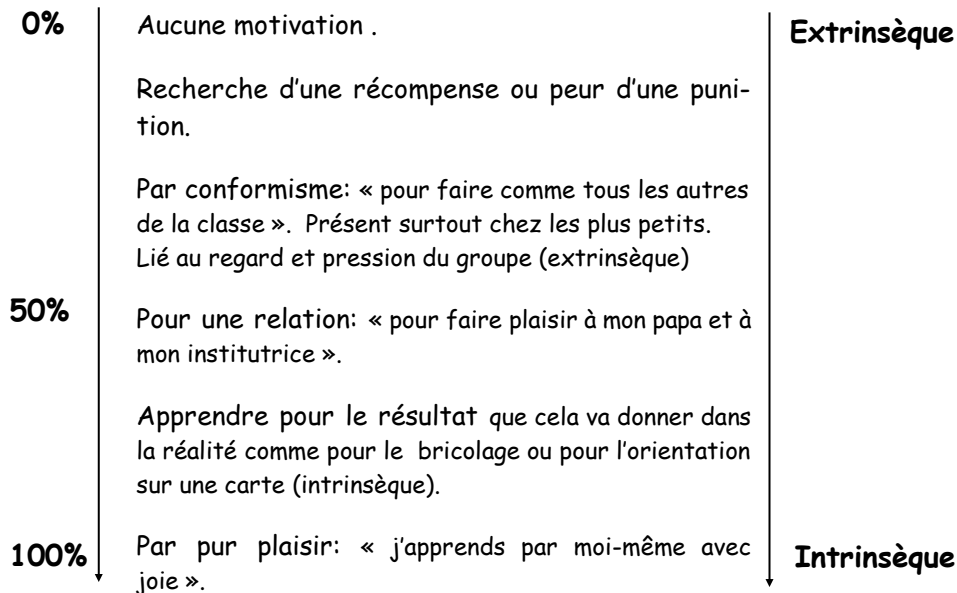 0%
Aucune motivation .
Extrinsèque
Recherche d'une récompense ou peur d'une puni-
tion.
Par conformisme: « pour faire comme tous les autres
de la classe ». Présent surtout chez les plus petits.
Lié au regard et pression du groupe (extrinsèque)
50%
Pour une relation: « pour faire plaisir à mon papa et à
mon institutrice ».
Apprendre pour le résultat que cela va donner dans
la réalité comme pour le bricolage ou pour l'orientation
sur une carte (intrinsèque).
100%
Par pur plaisir: « j'apprends par moi-même avec
joie ».
Intrinsèque